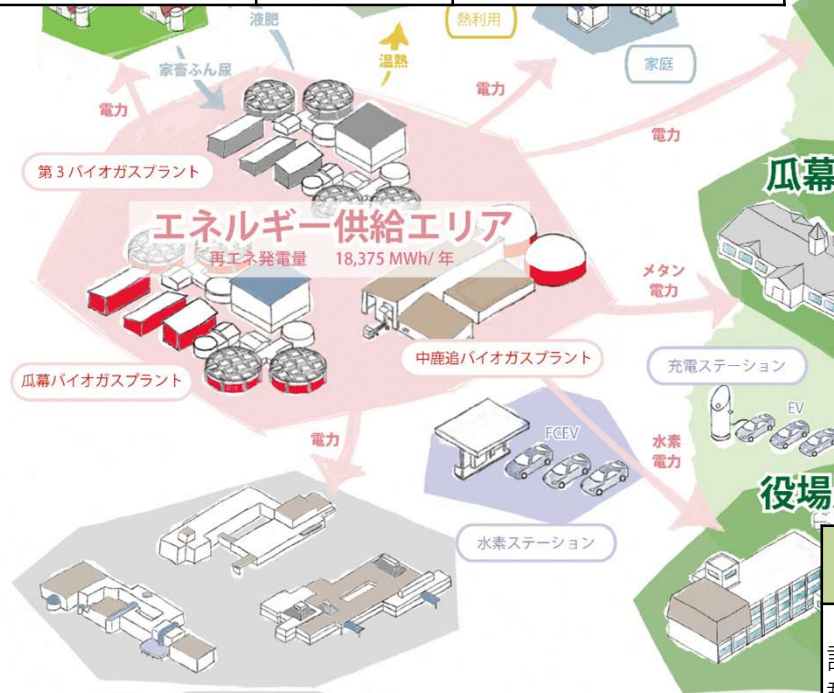 液肥
熱利用
温熱
家畜ふん尿
家庭
電力
電力
電力
第3バイオガスプラント
瓜幕
エネルギー供給エリア
再エネ発電量 18,375 MWh/ 年
メタン
電力
中鹿追バイオガスプラント
充電ステーション
瓜幕バイオガスプラント
EV
FCEV
電力
水素
電力
役場
水素ステーション